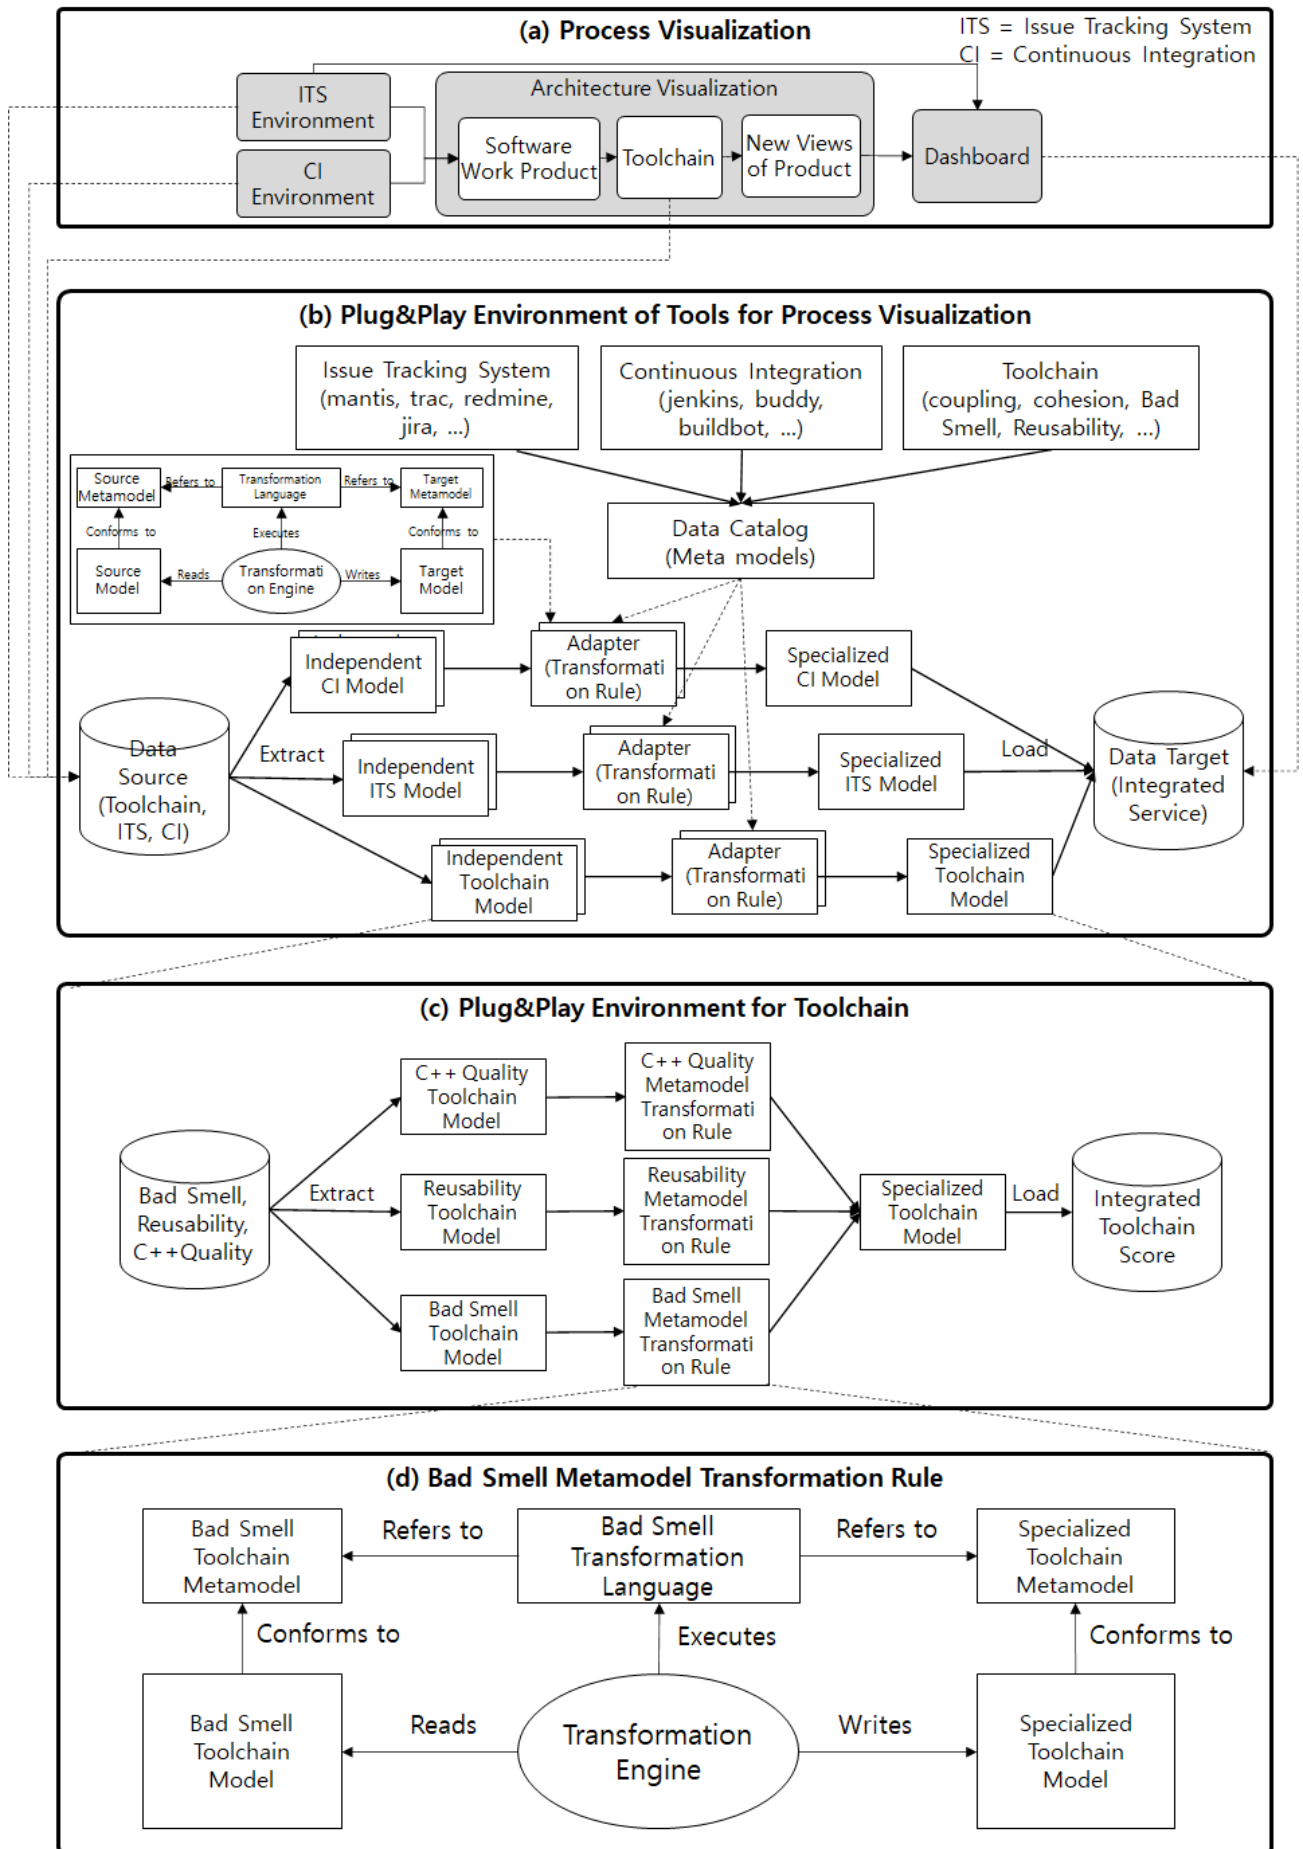 (a) Process Visualization
ITS = Issue Tracking System
CI = Continuous Integration
ITS
Environment
CI
Environment
Architecture Visualization
Software
Work Product
Toolchain
New Views
of Product
Dashboard
(b) Plug&Play Environment of Tools for Process Visualization
Issue Tracking System
(mantis, trac, redmine,
jira, ...)
Continuous Integration
(jenkins, buddy,
buildbot, ...)
Toolchain
(coupling, cohesion, Bad
Smell, Reusability, ...)
Source
Metamodel
Refers to
Transformation
Language
Refers to
Target
Metamodel
Conforms to
Executes
Conforms to
Source
Model
Reads
Transformati
on Engine
Writes
Target
Model
Data Catalog
(Meta models)
Independent
CI Model
Adapter
(Transformati
on Rule)
Specialized
CI Model
Data
Source
(Toolchain,
ITS, CI)
Extract
Independent
ITS Model
Adapter
(Transformati
on Rule)
Specialized
ITS Model
Load
Data Target
(Integrated
Service)
Independent
Toolchain
Model
Adapter
(Transformati
on Rule)
Specialized
Toolchain
Model
(c) Plug&Play Environment for Toolchain
C++ Quality
Toolchain
Model
C++ Quality
Metamodel
Transformati
on Rule
Bad Smell,
Reusability,
C++Quality
Extract
Reusability
Toolchain
Model
Reusability
Metamodel
Transformati
on Rule
Specialized
Toolchain
Model
Load
Integrated
Toolchain
Score
Bad Smell
Toolchain
Model
Bad Smell
Metamodel
Transformati
on Rule
(d) Bad Smell Metamodel Transformation Rule
Bad Smell
Toolchain
Metamodel
Refers to
Bad Smell
Transformation
Language
Refers to
Specialized
Toolchain
Metamodel
Conforms to
Executes
Conforms to
Bad Smell
Toolchain
Model
Reads
Transformation
Engine
Writes
Specialized
Toolchain
Model